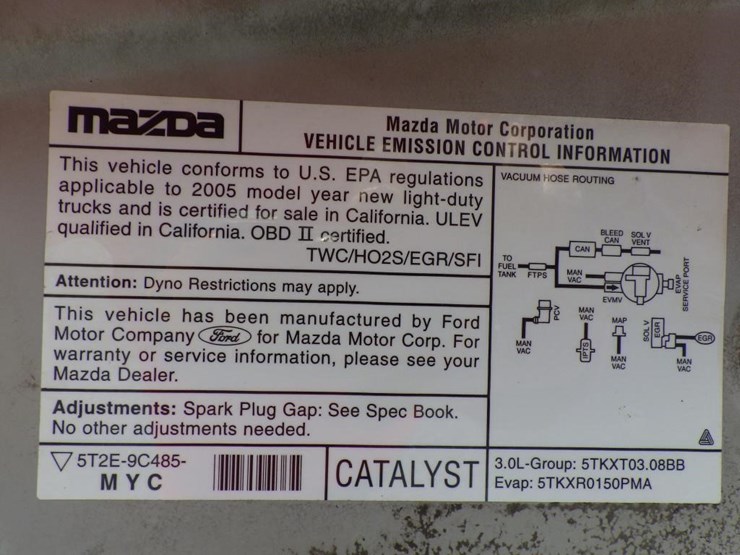 mazda
Mazda Motor Corporation
VEHICLE EMISSION CONTROL INFORMATION
This vehicle conforms to U.S. EPA regulations
applicable to 2005 model year new light-duty
trucks and is certified for sale in California. ULEV
qualified in California. OBD II certified.
TWC/HO2S/EGR/SFI
Attention: Dyno Restrictions may apply.
This vehicle has been manufactured by Ford
Motor Company Ford for Mazda Motor Corp. For
warranty or service information, please see your
Mazda Dealer.
Adjustments: Spark Plug Gap: See Spec Book.
No other adjustments needed.
5T2E-9C485-
MYC
CATALYST
VACUUM HOSE ROUTING
BLEED
CAN
SOL V
VENT
CAN
TO
FUEL
TANK
FTPS
MAN
VAC
EVMV
EVAP
SERVICE PORT
PCV
MAN
VAC
MAN
VAC
IPTS
MAP
MAN
VAC
SOL V
EGR
EGR
MAN
VAC
3.0L-Group: 5TKXT03.08BB
Evap: 5TKXR0150PMA